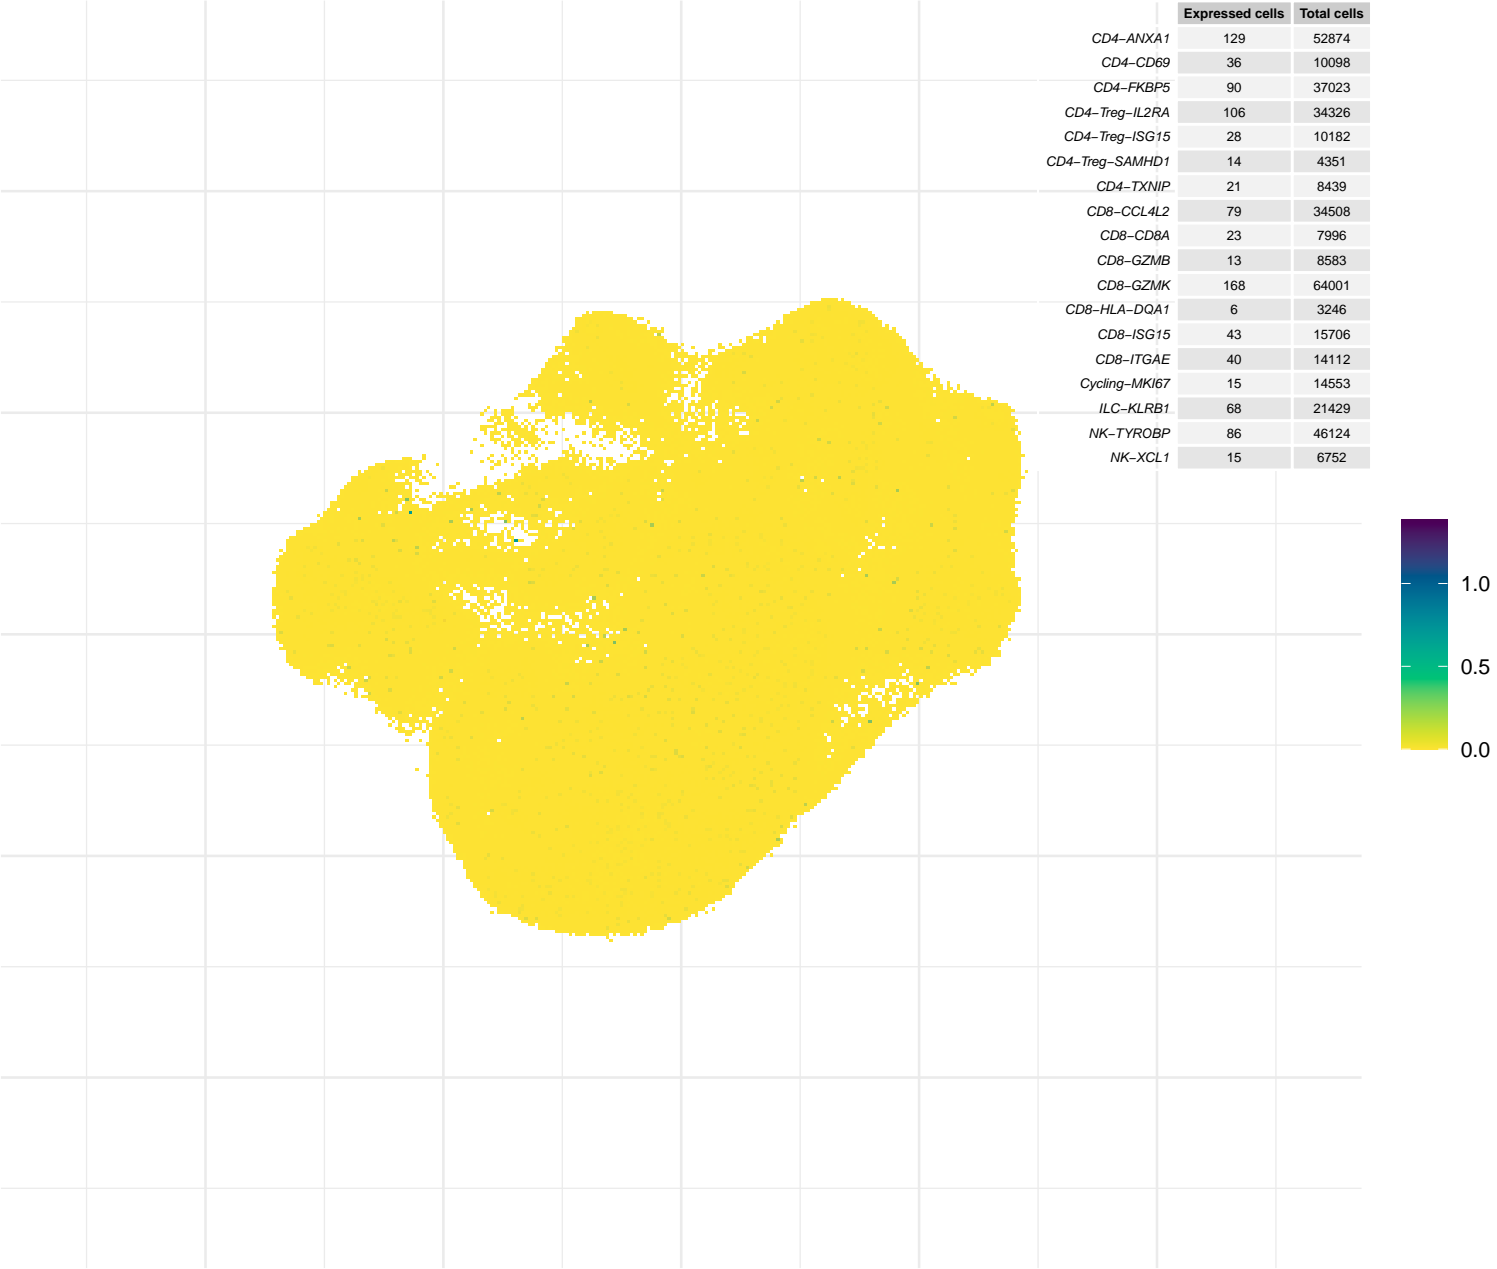 Expressed cells Total cells
CD4−ANXA1 129 52874
CD4−CD69 36 10098
CD4−FKBP5 90 37023
CD4−Treg−IL2RA 106 34326
CD4−Treg−ISG15 28 10182
CD4−Treg−SAMHD1 14 4351
CD4−TXNIP 21 8439
CD8−CCL4L2 79 34508
CD8−CD8A 23 7996
CD8−GZMB 13 8583
CD8−GZMK 168 64001
CD8−HLA−DQA1 6 3246
CD8−ISG15 43 15706
CD8−ITGAE 40 14112
Cycling−MKI67 15 14553
ILC−KLRB1 68 21429
NK−TYROBP 86 46124
NK−XCL1 15 6752
1.0
0.5
0.0